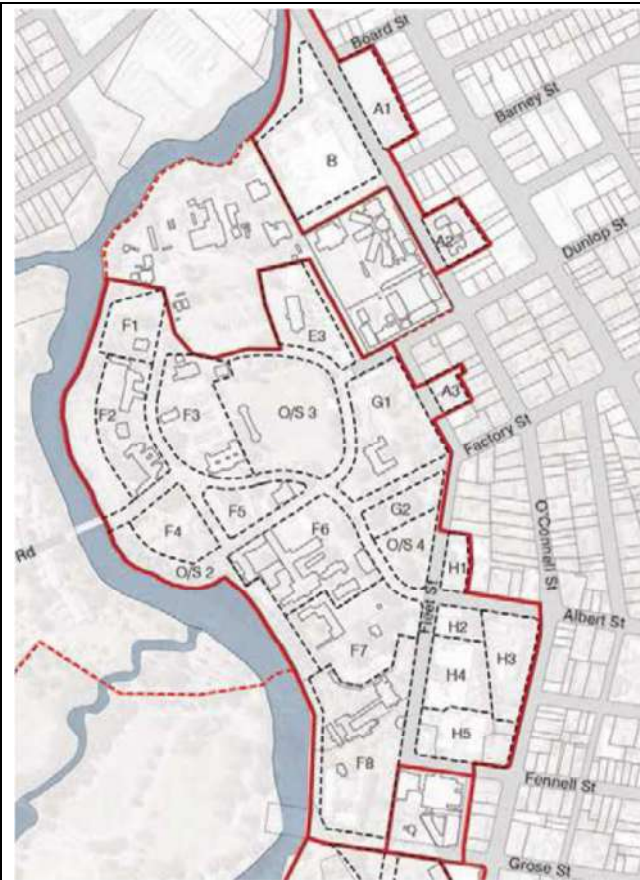 Board St
A1
Barney St
B
A2
Dunlop St
F1
E3
A3
F2
F3
O/S 3
G1
Factory St
F5
G2
O'Connell St
F4
F6
Rd
O/S 2
O/S 4
H1
Fleet St
Albert St
H2
H3
F7
H4
H5
F8
Fennell St
Grose St